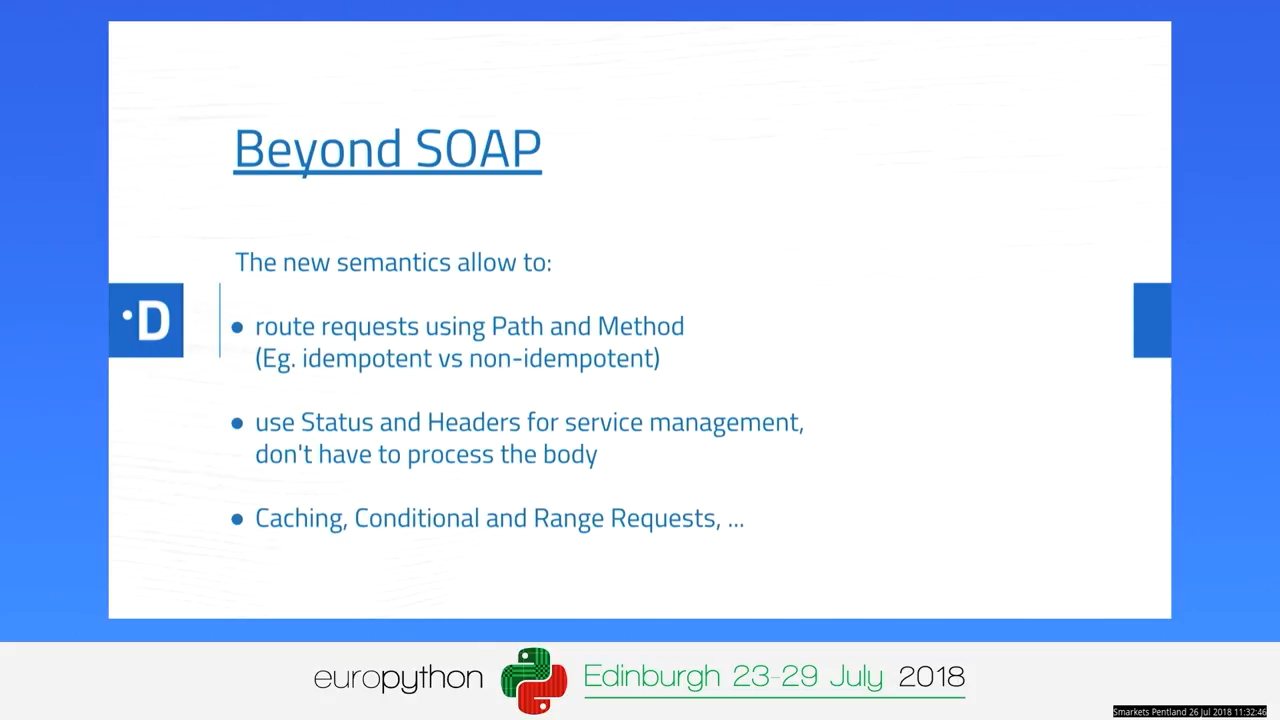 Beyond SOAP
The new semantics allow to:
● route requests using Path and Method
(Eg. idempotent vs non-idempotent)
● use Status and Headers for service management,
don't have to process the body
● Caching, Conditional and Range Requests, ...
·D
europython Edinburgh 23-29 July 2018
Smarkets Pentland 26 Jul 2018 11:32:46